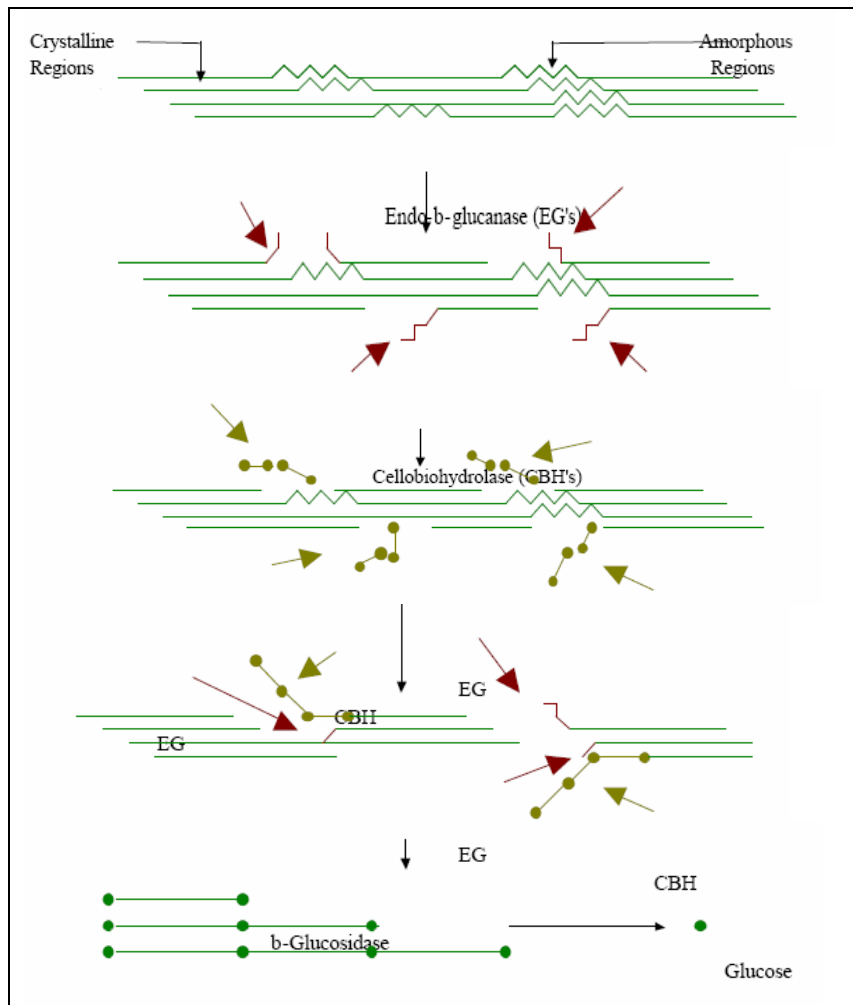 Crystalline
Regions
Amorphous
Regions
Endo-b-glucanase (EG's)
Cellobiohydrolase (CBH's)
EG
CBH
EG
EG
CBH
b-Glucosidase
Glucose